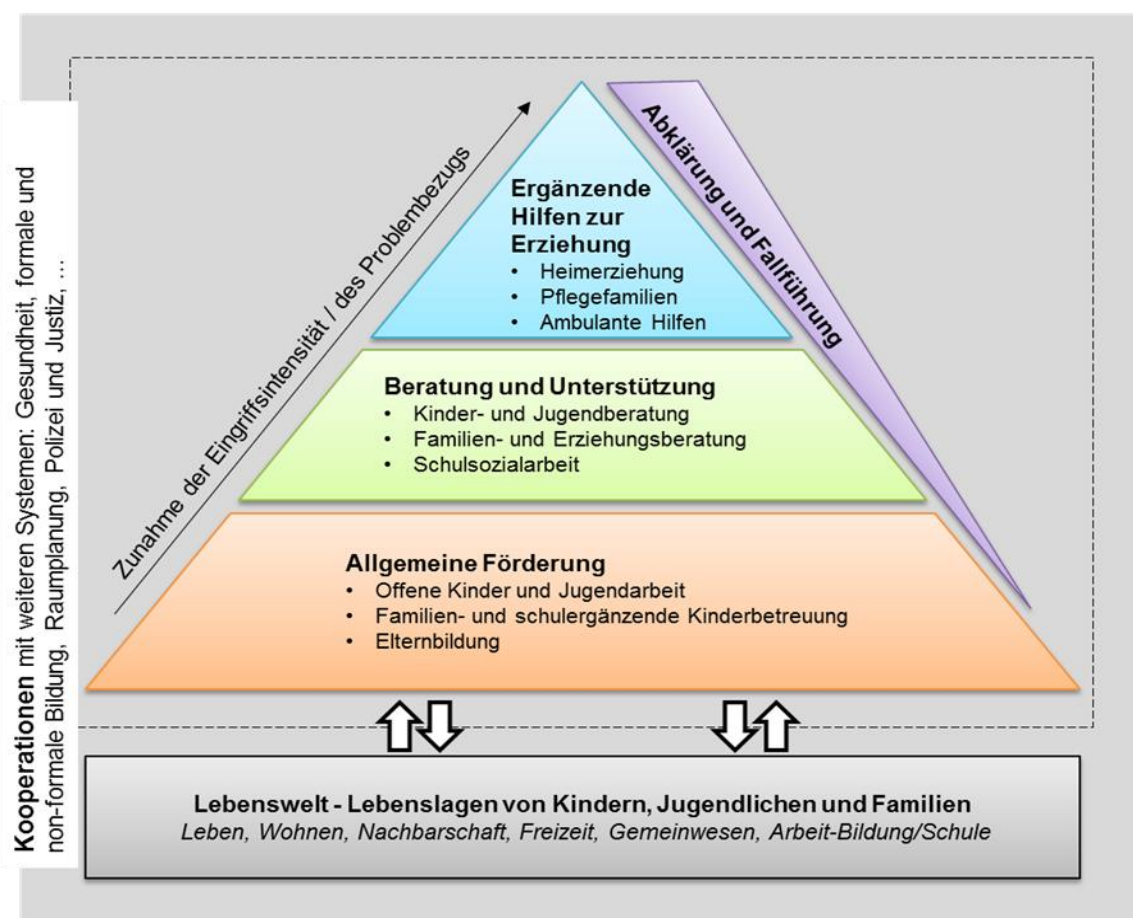 Kooperationen mit weiteren Systemen: Gesundheit, formale und
non-formale Bildung, Raumplanung, Polizei und Justiz, ...
Zunahme der Eingriffsintensität / des Problembezugs
Abklärung und Fallführung
Ergänzende
Hilfen zur
Erziehung
• Heimerziehung
• Pflegefamilien
• Ambulante Hilfen
Beratung und Unterstützung
• Kinder- und Jugendberatung
• Familien- und Erziehungsberatung
• Schulsozialarbeit
Allgemeine Förderung
• Offene Kinder und Jugendarbeit
• Familien- und schulergänzende Kinderbetreuung
• Elternbildung
Lebenswelt - Lebenslagen von Kindern, Jugendlichen und Familien
Leben, Wohnen, Nachbarschaft, Freizeit, Gemeinwesen, Arbeit-Bildung/Schule